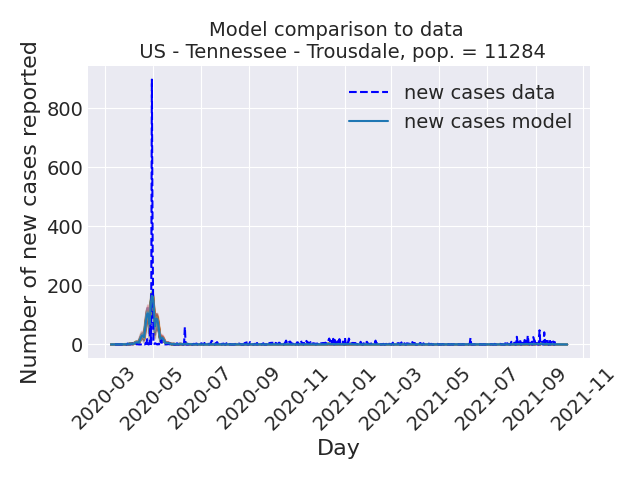 Model comparison to data
US - Tennessee - Trousdale, pop. = 11284
Number of new cases reported
800
600
400
200
0
new cases data
new cases model
2020-03
2020-05
2020-07
2020-09
2020-11
2021-01
2021-03
2021-05
2021-07
2021-09
2021-11
Day